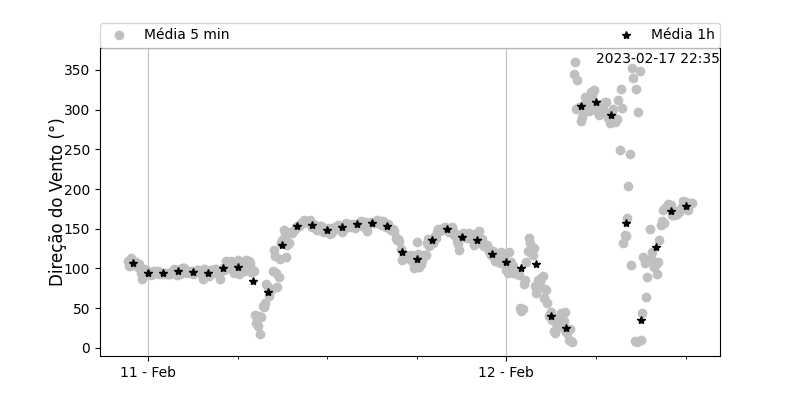 Média 5 min
Média 1h
2023-02-17 22:35
Direção do Vento (°)
350
300
250
200
150
100
50
0
11 - Feb
12 - Feb